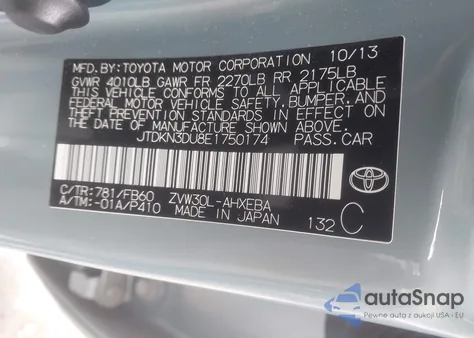 MFD. BY: TOYOTA MOTOR CORPORATION 10/13
GVWR 4010LB GAWR FR 2270LB RR 2175LB
THIS VEHICLE CONFORMS TO ALL APPLICABLE
FEDERAL MOTOR VEHICLE SAFETY, BUMPER, AND
THEFT PREVENTION STANDARDS IN EFFECT ON
THE DATE OF MANUFACTURE SHOWN ABOVE.
JTDKN3DU8E1750174 PASS. CAR
C/TR: 781/FB60 ZVW30L-AHXEBA
A/TM: -01A/P410 MADE IN JAPAN
132 C
TOYOTA
autoSnap
Pewne auta z aukcji USA i EU